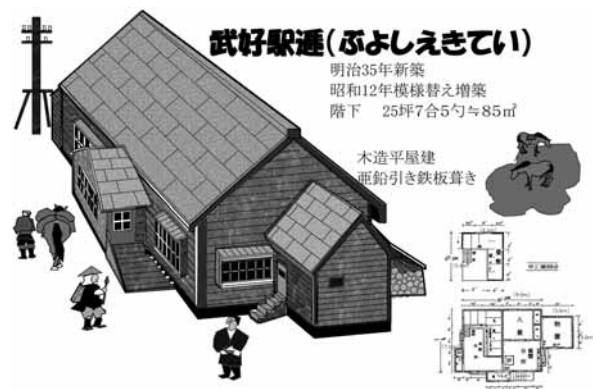 武好駅逓(ぶよしえきてい)
明治35年新築
昭和12年模様替え増築
階下　25坪7合5勺≒85㎡
木造平屋建
亜鉛引き鉄板葺き